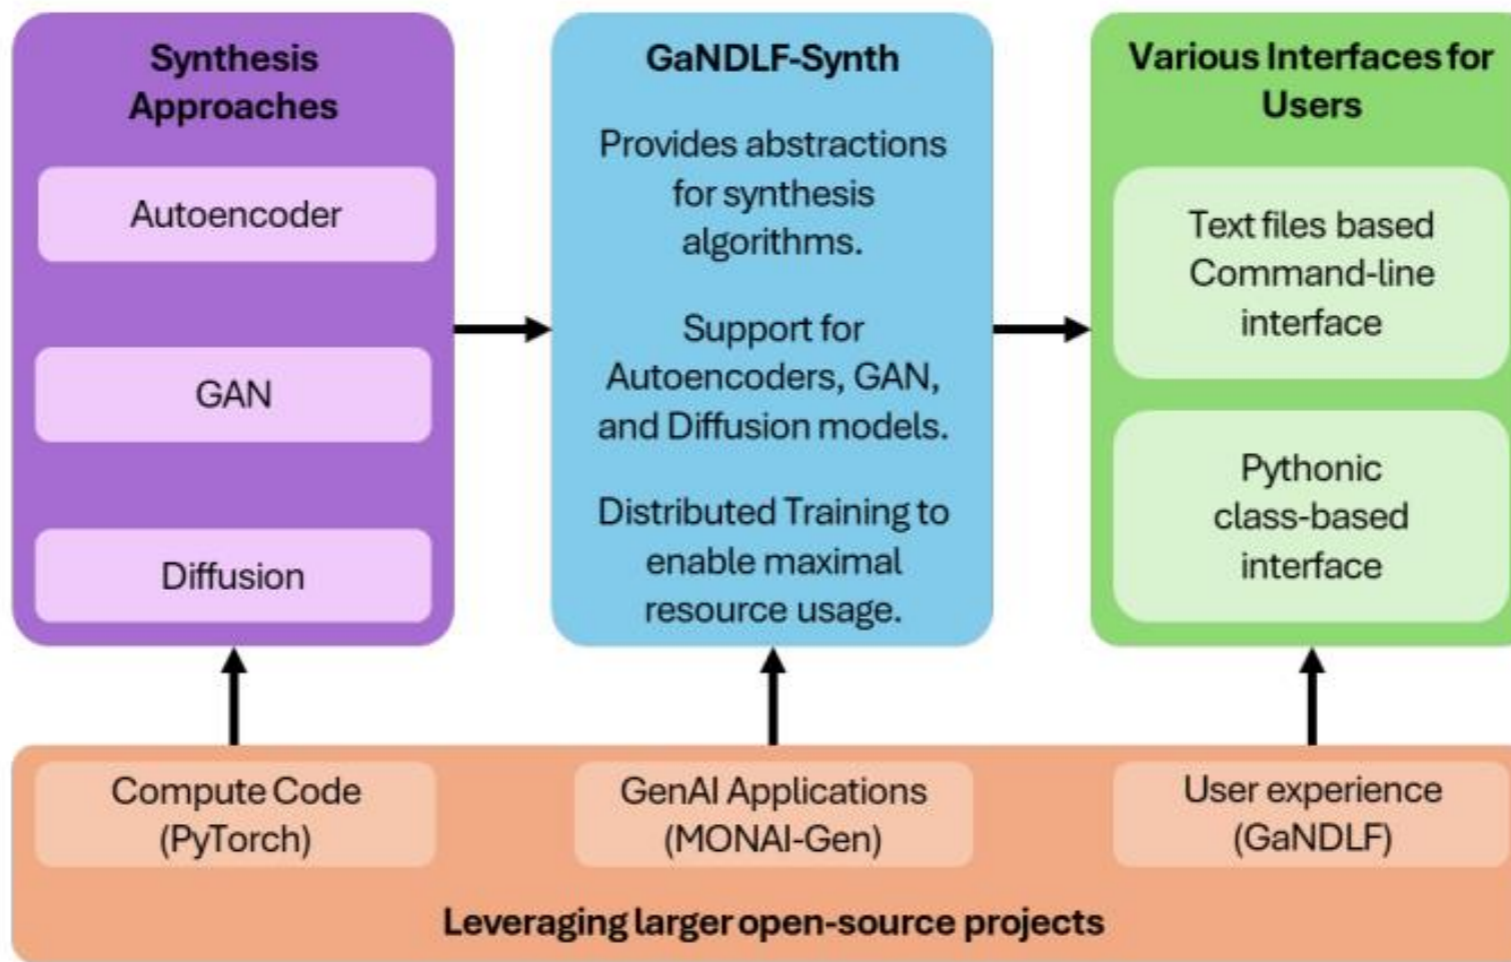 Synthesis
Approaches
Autoencoder
GAN
Diffusion
GaNDLF-Synth
Provides abstractions
for synthesis
algorithms.
Support for
Autoencoders, GAN,
and Diffusion models.
Distributed Training to
enable maximal
resource usage.
Various Interfaces for
Users
Text files based
Command-line
interface
Pythonic
class-based
interface
Compute Code
(PyTorch)
GenAI Applications
(MONAI-Gen)
User experience
(GaNDLF)
Leveraging larger open-source projects